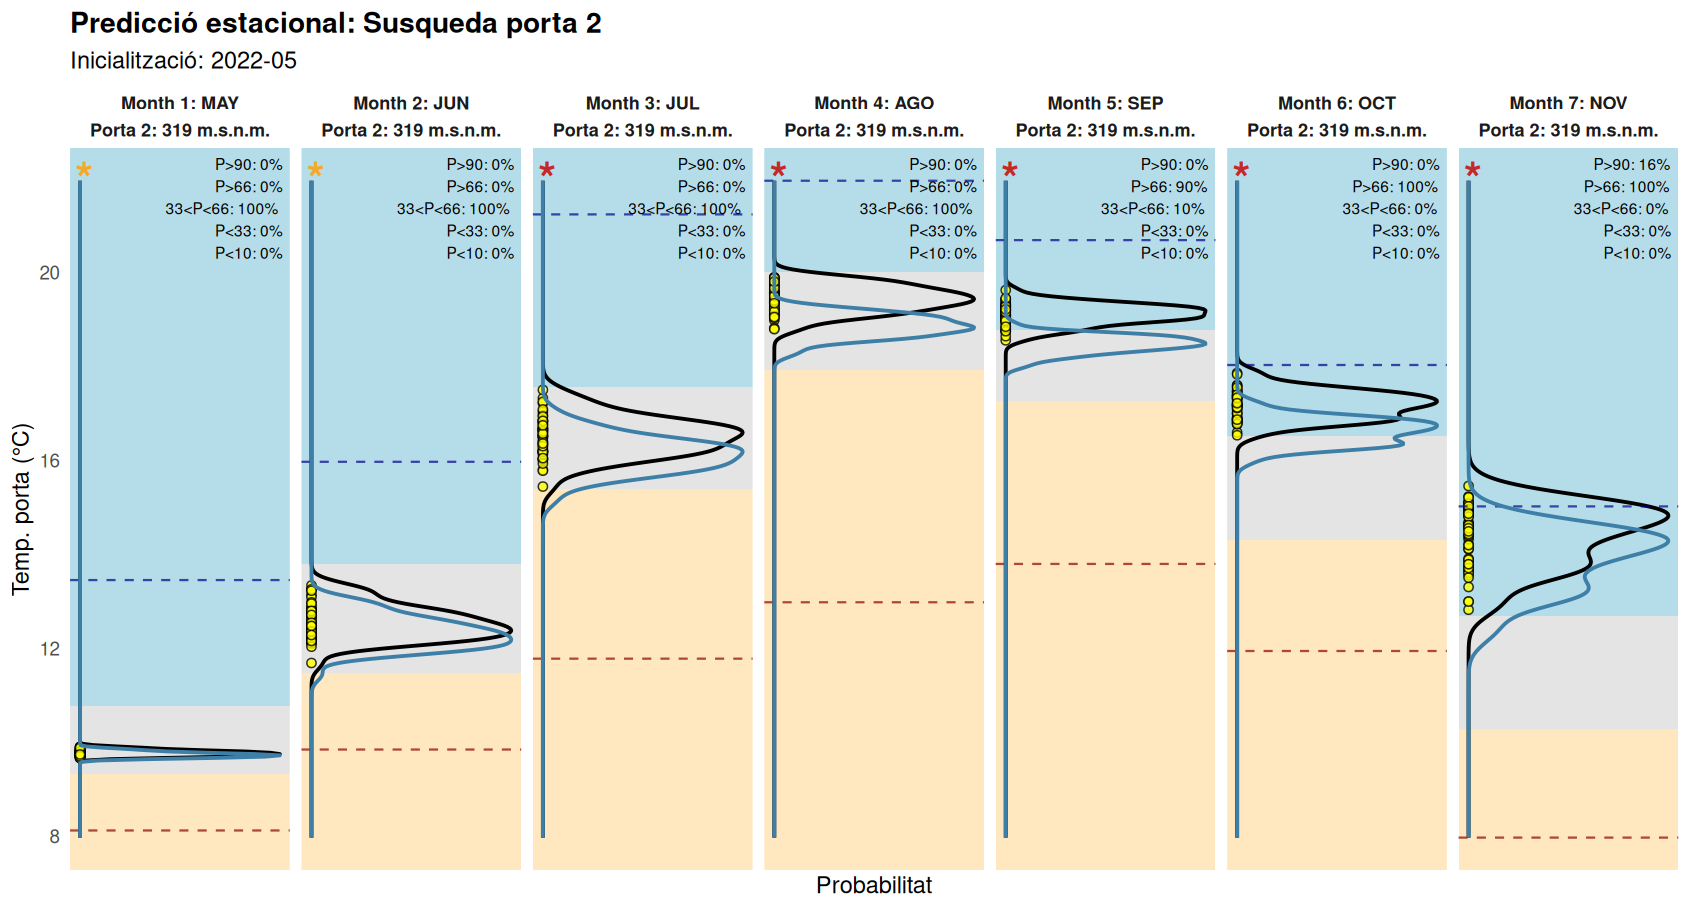 Predicció estacional: Susqueda porta 2
Inicialització: 2022-05
Month 1: MAY
Porta 2: 319 m.s.n.m.
Month 2: JUN
Porta 2: 319 m.s.n.m.
Month 3: JUL
Porta 2: 319 m.s.n.m.
Month 4: AGO
Porta 2: 319 m.s.n.m.
Month 5: SEP
Porta 2: 319 m.s.n.m.
Month 6: OCT
Porta 2: 319 m.s.n.m.
Month 7: NOV
Porta 2: 319 m.s.n.m.
*
P>90: 0%
P>66: 0%
33<P<66: 100%
P<33: 0%
P<10: 0%
*
P>90: 0%
P>66: 0%
33<P<66: 100%
P<33: 0%
P<10: 0%
*
P>90: 0%
P>66: 0%
33<P<66: 100%
P<33: 0%
P<10: 0%
*
P>90: 0%
P>66: 0%
33<P<66: 100%
P<33: 0%
P<10: 0%
*
P>90: 0%
P>66: 90%
33<P<66: 10%
P<33: 0%
P<10: 0%
*
P>90: 0%
P>66: 100%
33<P<66: 0%
P<33: 0%
P<10: 0%
*
P>90: 16%
P>66: 100%
33<P<66: 0%
P<33: 0%
P<10: 0%
20
16
12
8
Temp. porta (°C)
Probabilitat